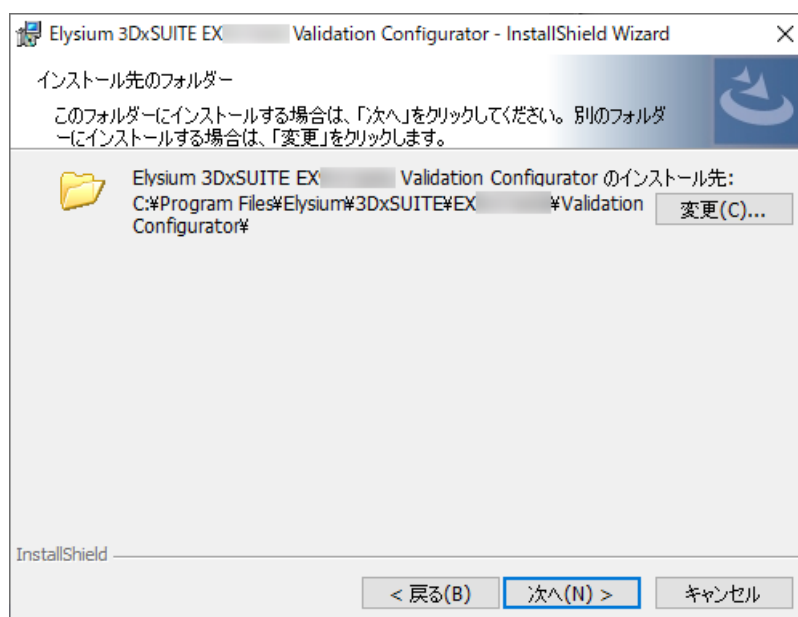 Elysium 3DxSUITE EX Validation Configurator - InstallShield Wizard
インストール先のフォルダー
このフォルダーにインストールする場合は、「次へ」をクリックしてください。別のフォルダ
ーにインストールする場合は、「変更」をクリックします。
Elysium 3DxSUITE EX Validation Configurator のインストール先:
C:¥Program Files¥Elysium¥3DxSUITE¥EX ¥Validation
Configurator¥
変更(C)...
InstallShield
< 戻る(B)
次へ(N) >
キャンセル